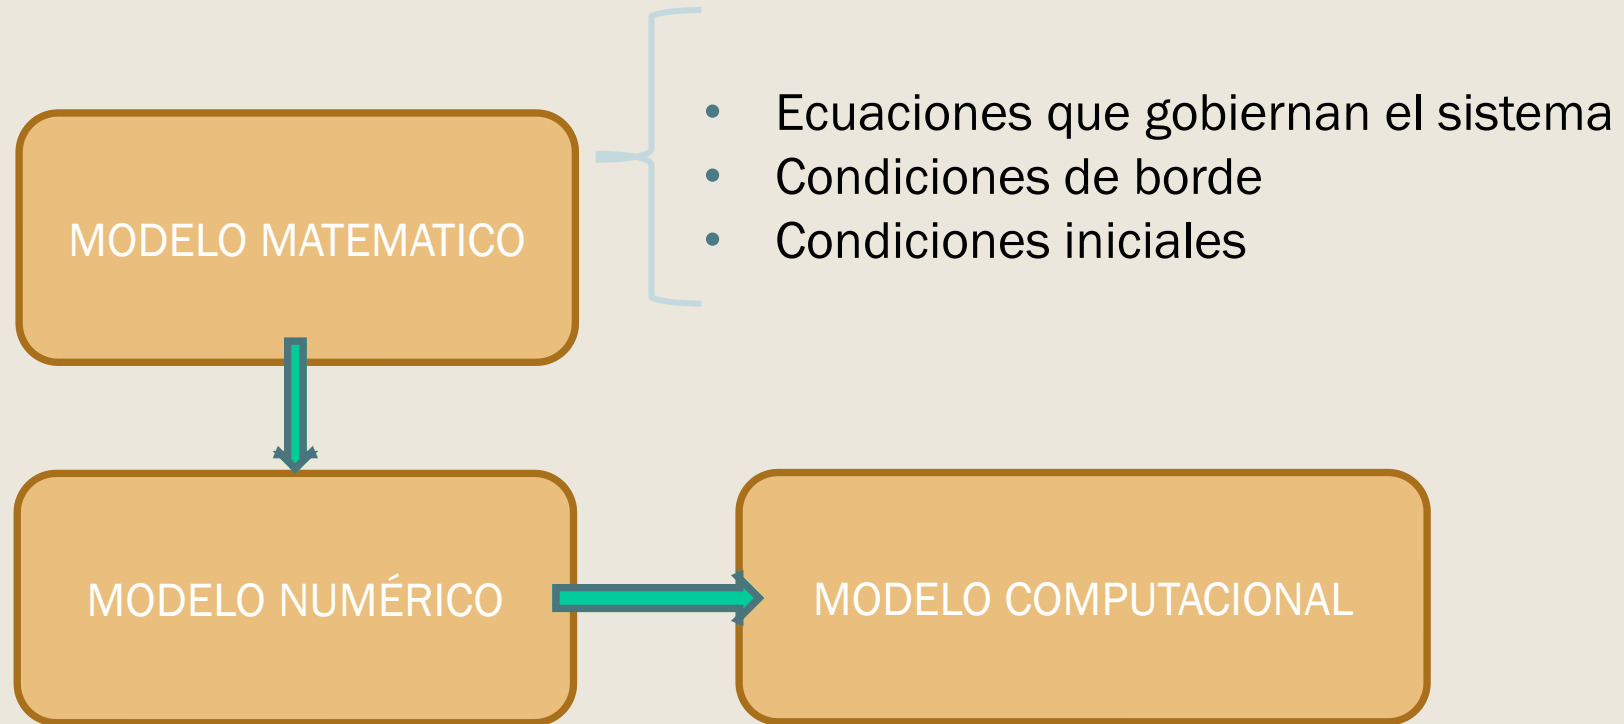 MODELO MATEMATICO
• Ecuaciones que gobiernan el sistema
• Condiciones de borde
• Condiciones iniciales
MODELO NUMÉRICO
MODELO COMPUTACIONAL